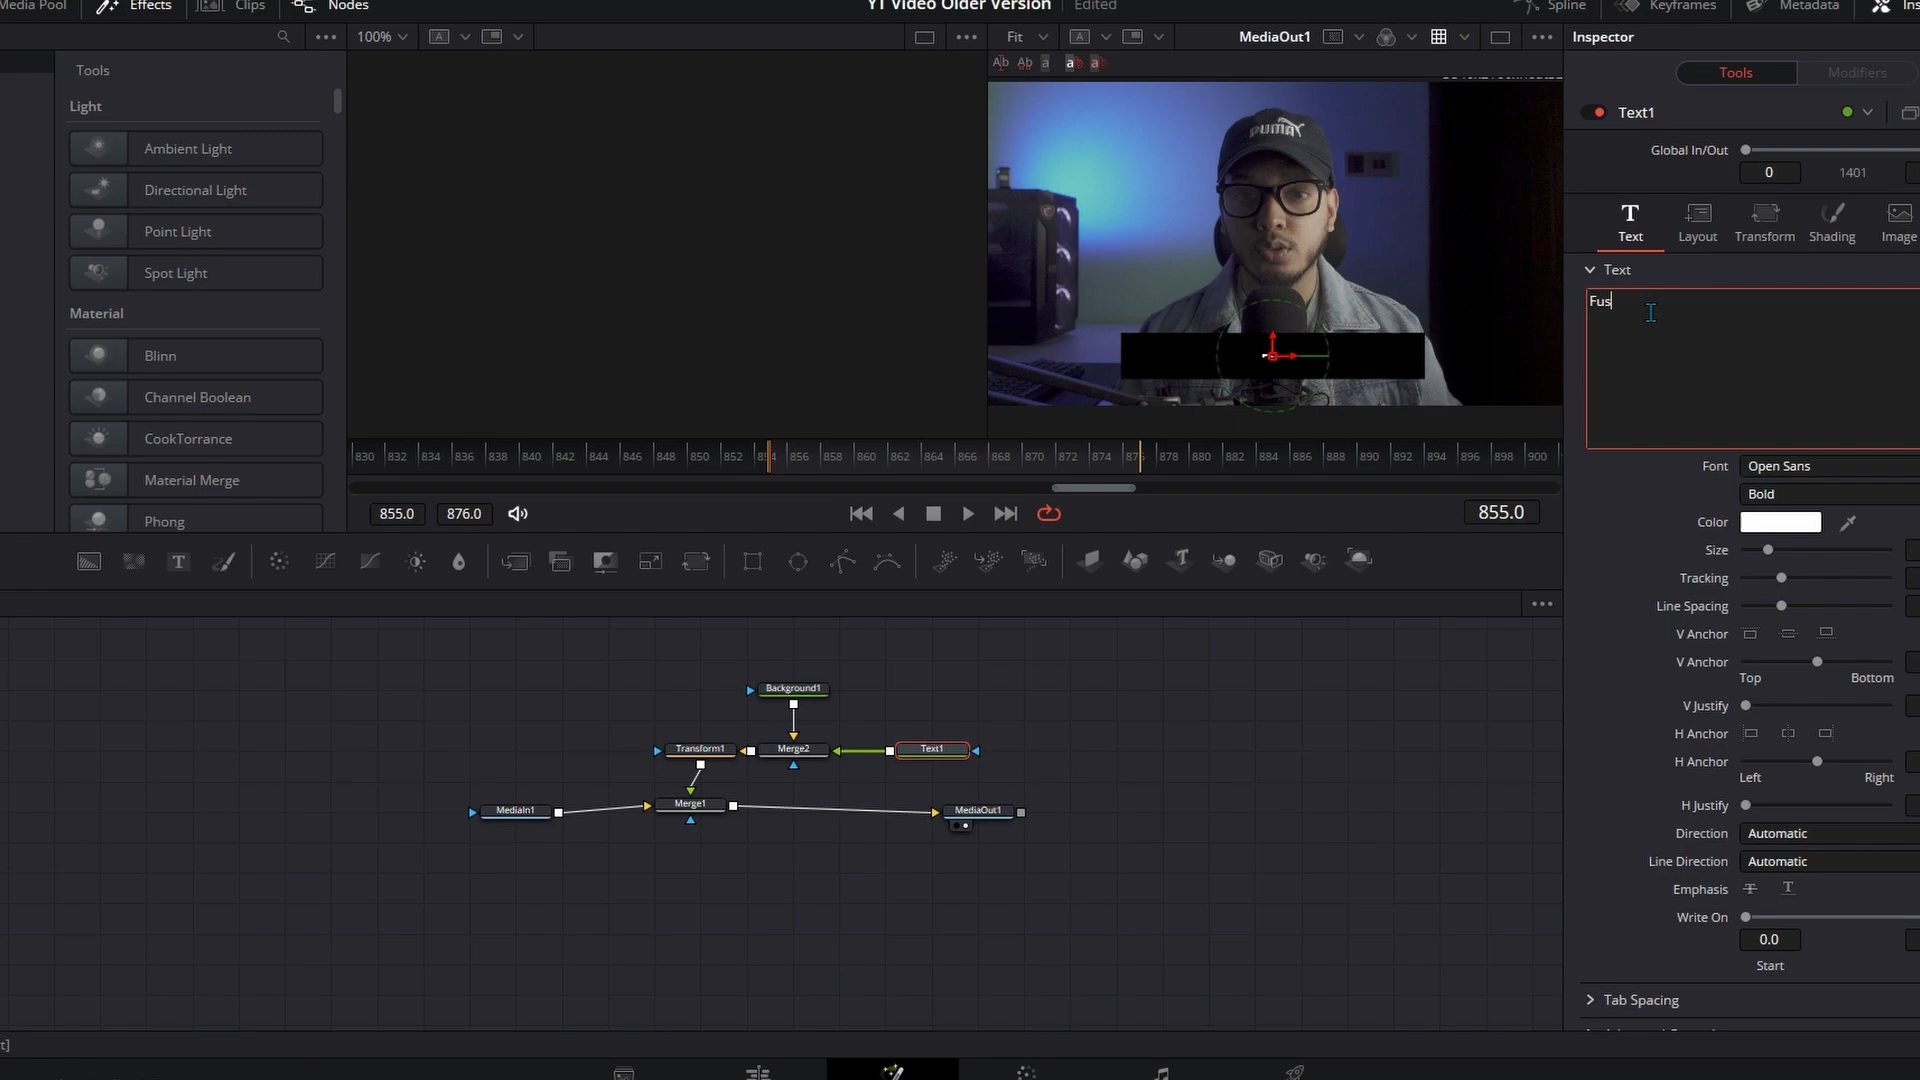 Media Pool
Effects
Clips
Nodes
YT Video Older Version
Edited
Spline
Keyframes
Metadata
Ins
100%
A
Fit
A
MediaOut1
Inspector
Tools
Modifiers
Tools
Light
Ambient Light
Directional Light
Point Light
Spot Light
Material
Blinn
Channel Boolean
CookTorrance
Material Merge
Phong
PUMA
Text1
Global In/Out
0
1401
Text
Layout
Transform
Shading
Image
Text
Fus
Font
Open Sans
Bold
Color
Size
Tracking
Line Spacing
V Anchor
V Anchor
Top
Bottom
V Justify
H Anchor
H Anchor
Left
Right
H Justify
Direction
Automatic
Line Direction
Automatic
Emphasis
Write On
0.0
Start
Tab Spacing
830 832 834 836 838 840 842 844 846 848 850 852 854 856 858 860 862 864 866 868 870 872 874 876 878 880 882 884 886 888 890 892 894 896 898 900
855.0
876.0
855.0
Background1
Transform1
Merge2
Text1
MediaIn1
Merge1
MediaOut1
t]